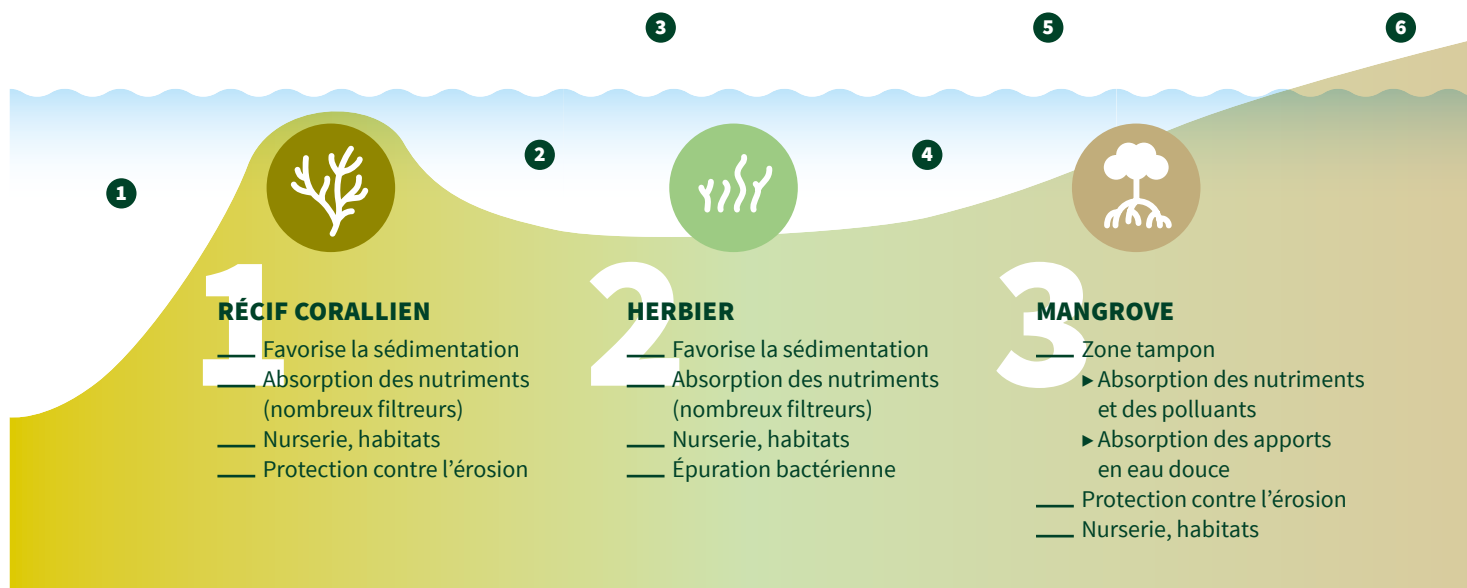 3
5
6
1
2
4
1
RÉCIF CORALLIEN
Favorise la sédimentation
Absorption des nutriments
(nombreux filtreurs)
Nurserie, habitats
Protection contre l'érosion
2
HERBIER
Favorise la sédimentation
Absorption des nutriments
(nombreux filtreurs)
Nurserie, habitats
Épuration bactérienne
3
MANGROVE
Zone tampon
▸ Absorption des nutriments
et des polluants
▸ Absorption des apports
en eau douce
Protection contre l'érosion
Nurserie, habitats